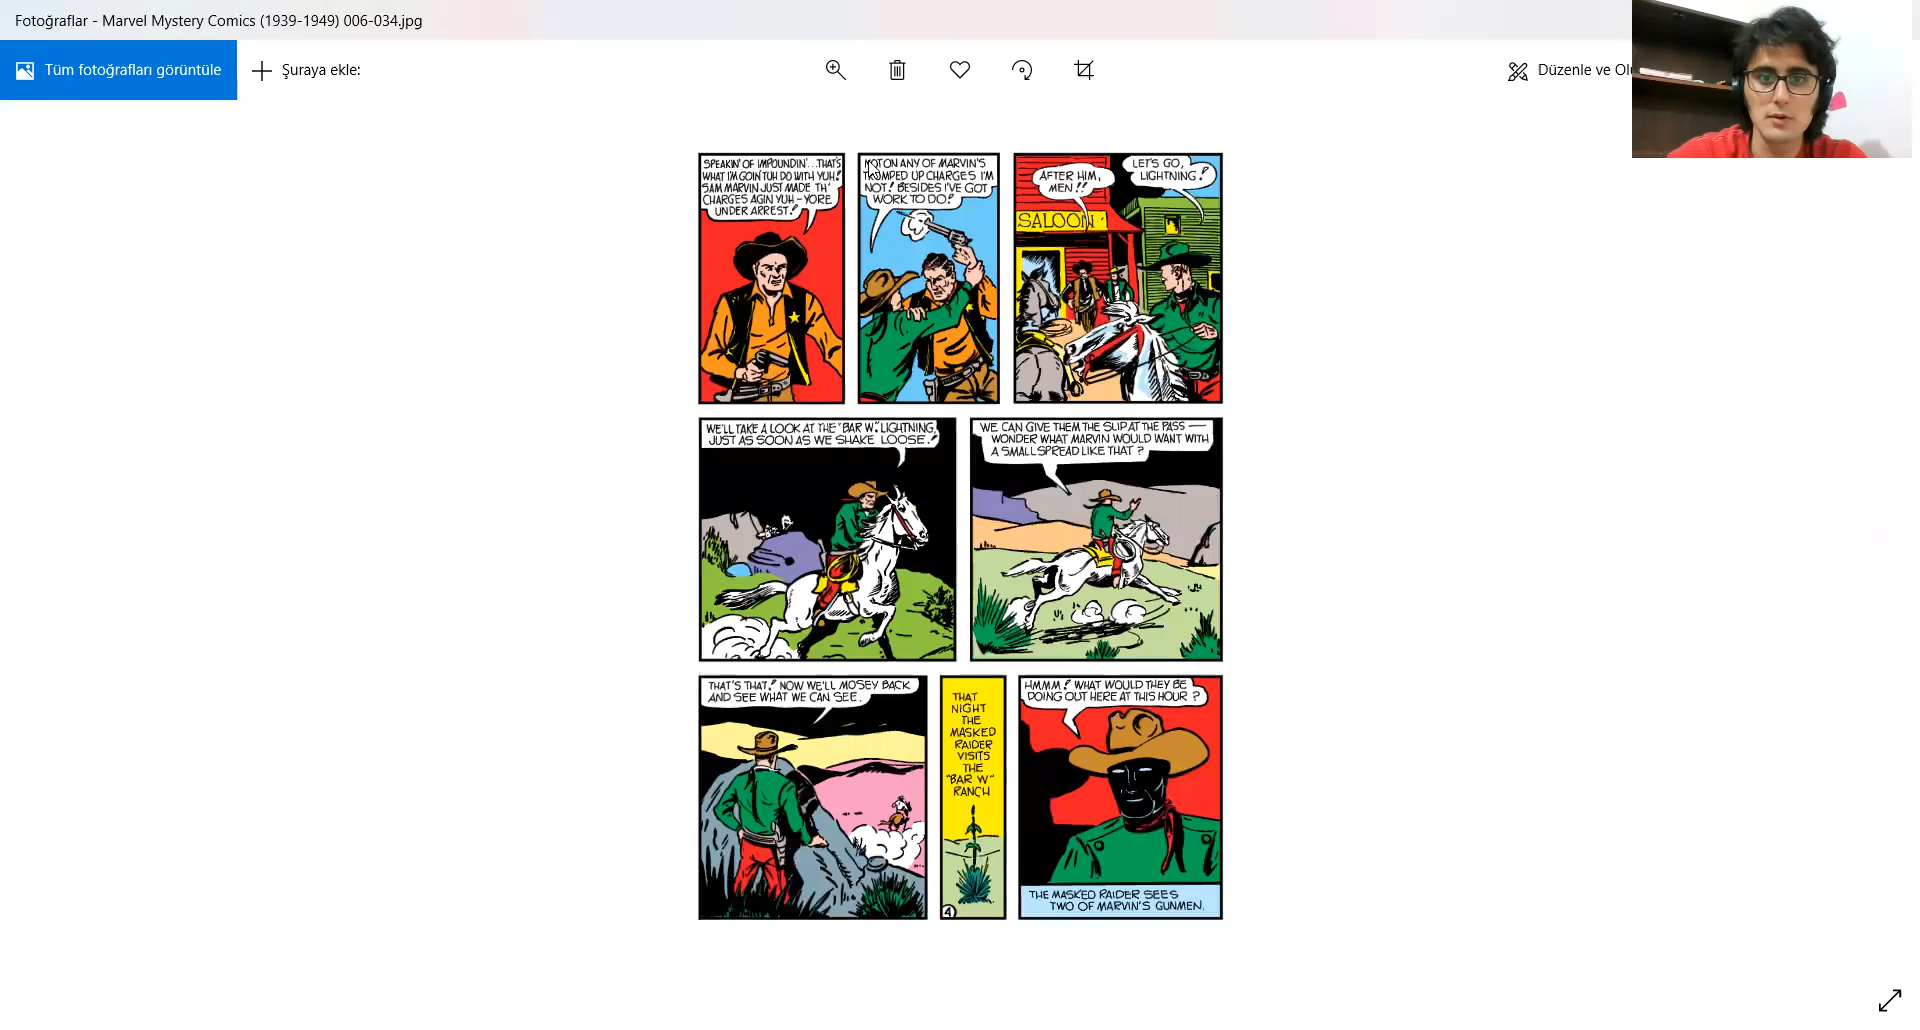 Fotoğraflar - Marvel Mystery Comics (1939-1949) 006-034.jpg
Tüm fotoğrafları görüntüle
Şuraya ekle:
Düzenle ve
SPEAKIN' OF IMPOUNDIN'...THAT'S
WHAT I'M GOIN' TUH DO WITH YUH!
SAM MARVIN JUST MADE TH'
CHARGES AGIN YUH - YORE
UNDER ARREST!
NOT ON ANY OF MARVIN'S
TRUMPED UP CHARGES I'M
NOT! BESIDES I'VE GOT
WORK TO DO!
AFTER HIM,
MEN!!
LET'S GO,
LIGHTNING!
SALOON
WE'LL TAKE A LOOK AT THE "BAR W". LIGHTNING,
JUST AS SOON AS WE SHAKE LOOSE!
WE CAN GIVE THEM THE SLIP AT THE PASS —
WONDER WHAT MARVIN WOULD WANT WITH
A SMALL SPREAD LIKE THAT?
THAT'S THAT! NOW WE'LL MOSEY BACK
AND SEE WHAT WE CAN SEE.
THAT
NIGHT
THE
MASKED
RAIDER
VISITS
THE
"BAR W"
RANCH
4
HMMM! WHAT WOULD THEY BE
DOING OUT HERE AT THIS HOUR?
THE MASKED RAIDER SEES
TWO OF MARVIN'S GUNMEN.